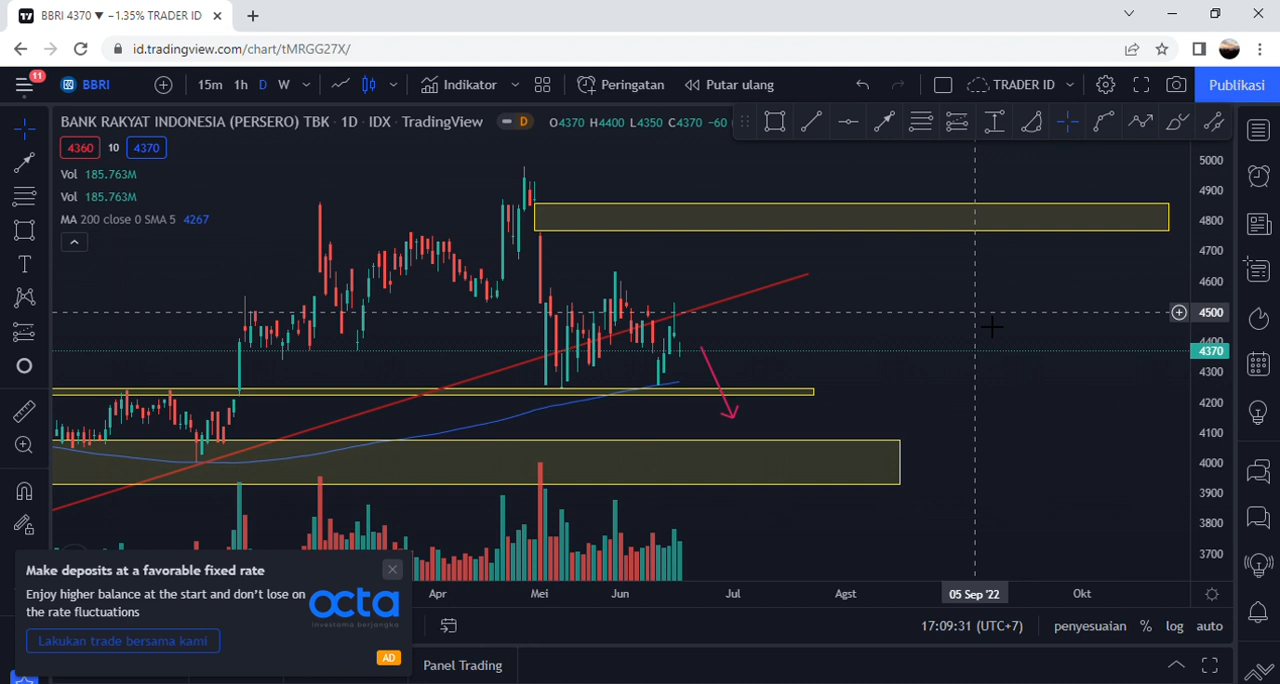 BBRI 4370 ▼ −1.35% TRADER ID
id.tradingview.com/chart/tMRGG27X/
11
BBRI
15m 1h D W
Indikator
Peringatan
Putar ulang
TRADER ID
Publikasi
BANK RAKYAT INDONESIA (PERSERO) TBK · 1D · IDX · TradingView
D
O4370 H4400 L4350 C4370 −60
4360 10 4370
Vol 185.763M
Vol 185.763M
MA 200 close 0 SMA 5 4267
5000
4900
4800
4700
4600
4500
4400
4370
4300
4200
4100
4000
3900
3800
3700
Apr Mei Jun Jul Agst 05 Sep '22 Okt
Make deposits at a favorable fixed rate
Enjoy higher balance at the start and don't lose on
the rate fluctuations
octa
investama berjangka
Lakukan trade bersama kami
AD
17:09:31 (UTC+7)
penyesuaian % log auto
Panel Trading